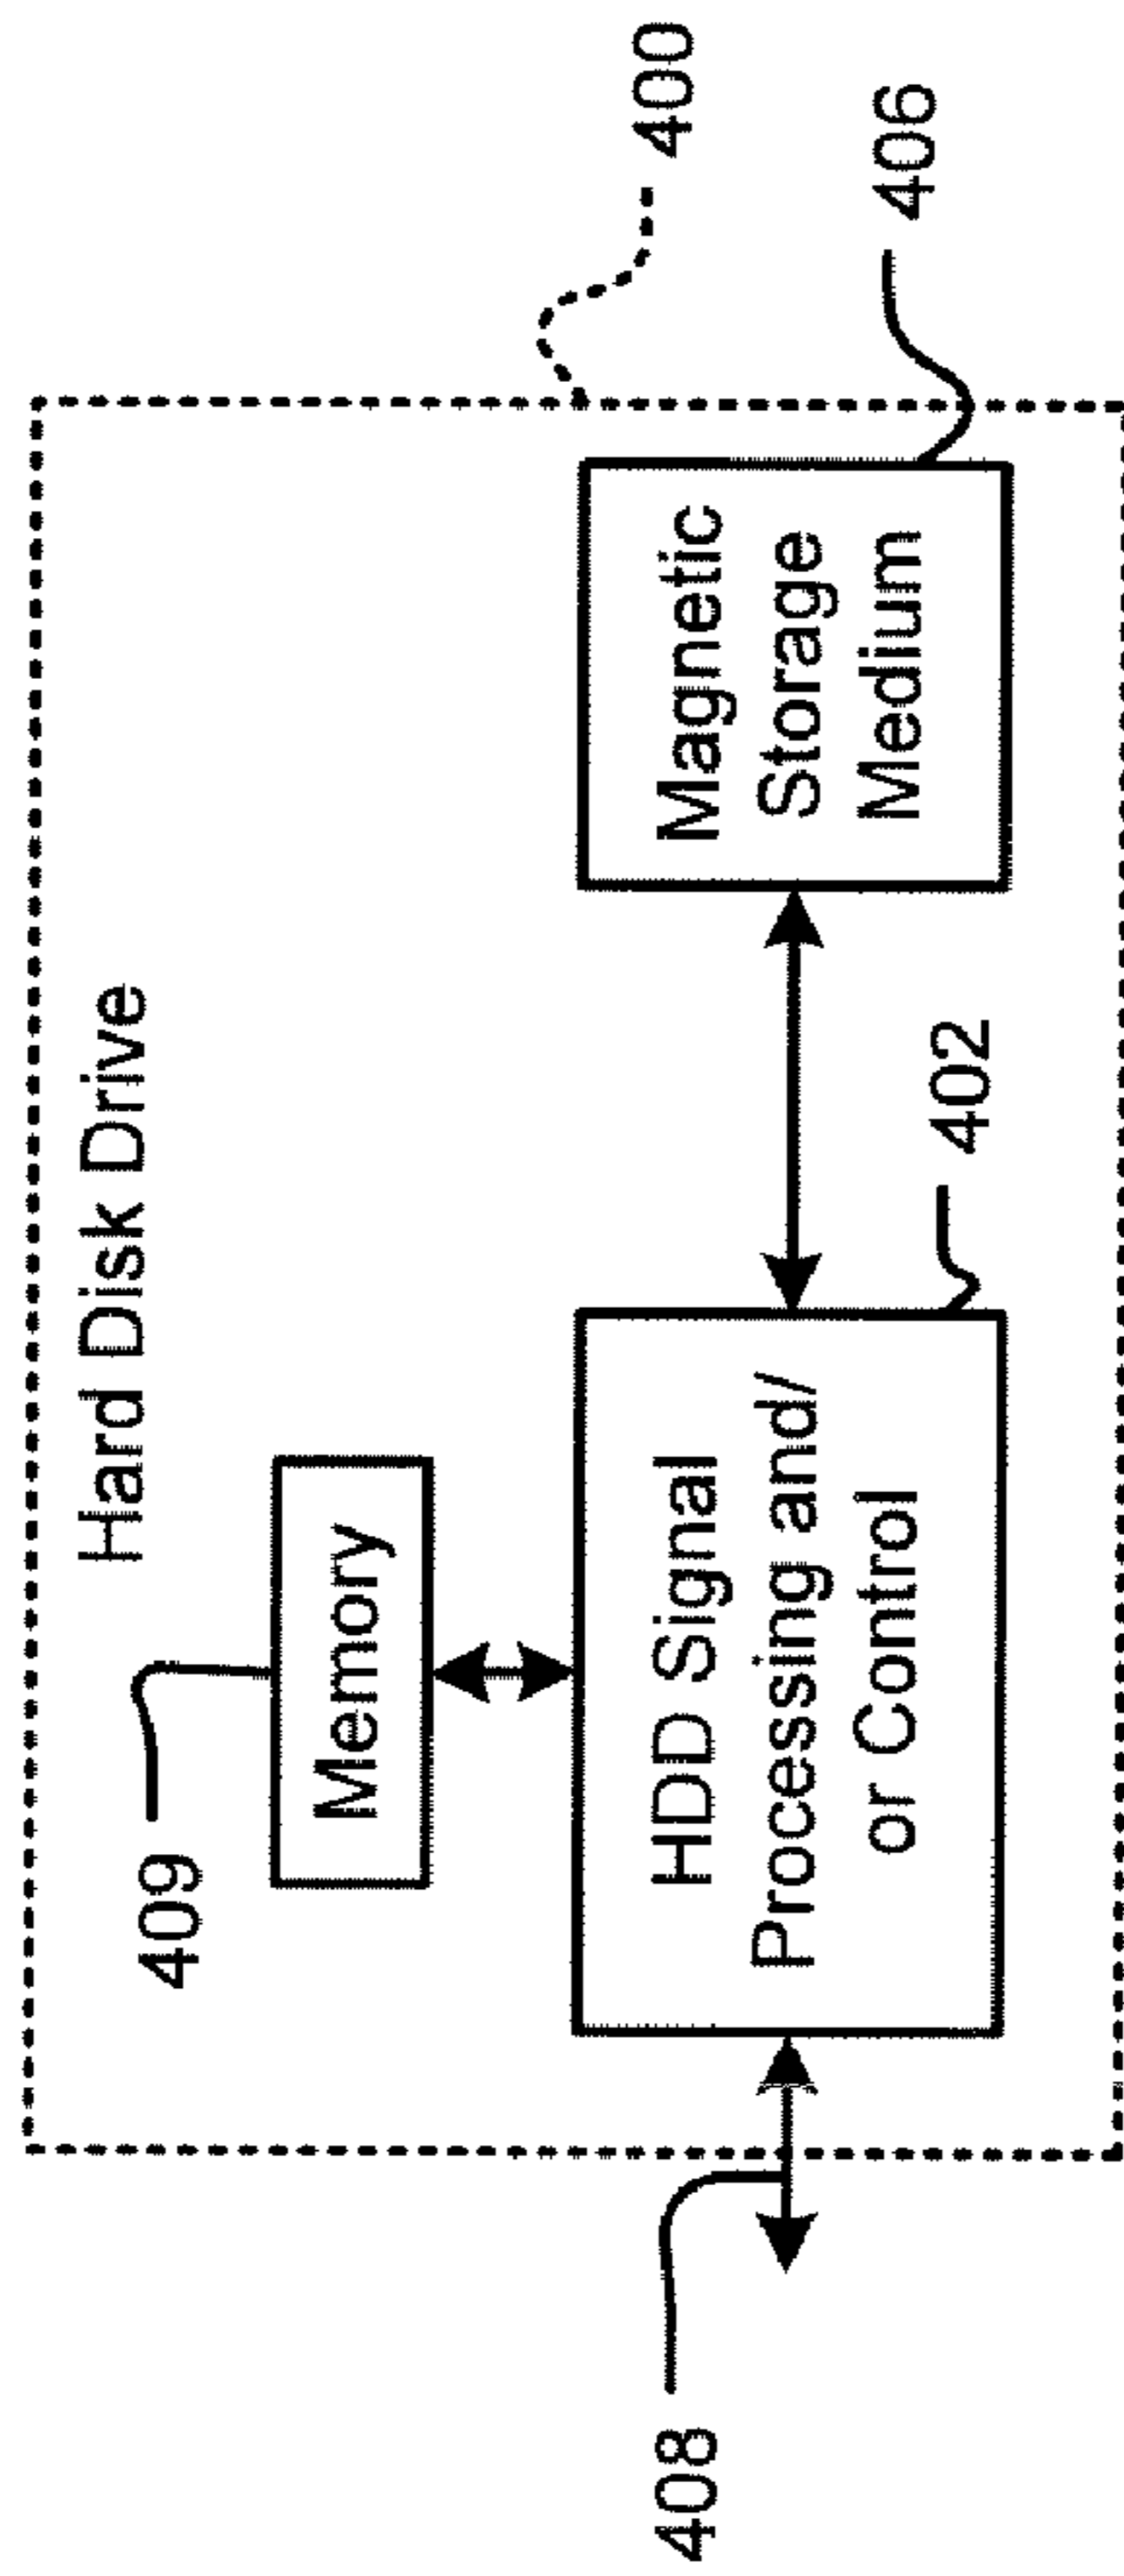 Hard Disk Drive
400
409
Memory
HDD Signal
Processing and/
or Control
Magnetic
Storage
Medium
408
402
406